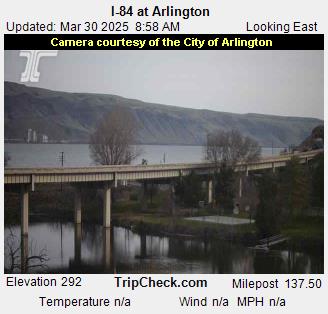 I-84 at Arlington
Updated: Mar 30 2025 8:58 AM Looking East
Camera courtesy of the City of Arlington
Elevation 292 TripCheck.com Milepost 137.50
Temperature n/a Wind n/a MPH n/a